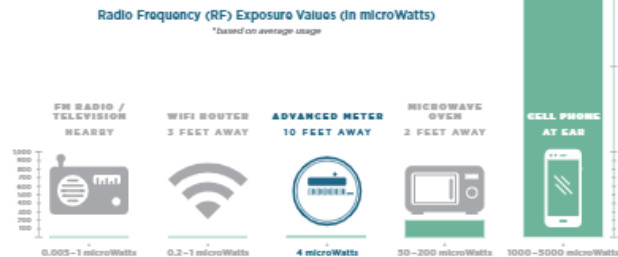 Radio Frequency (RF) Exposure Values (in microWatts)
*based on average usage
FM RADIO /
TELEVISION
NEARBY
WIFI ROUTER
3 FEET AWAY
ADVANCED METER
10 FEET AWAY
MICROWAVE
OVEN
2 FEET AWAY
CELL PHONE
AT EAR
1,000
900
800
700
600
500
400
300
200
100
0.005–1 microWatts
0.2–1 microWatts
4 microWatts
50–200 microWatts
1000–5000 microWatts